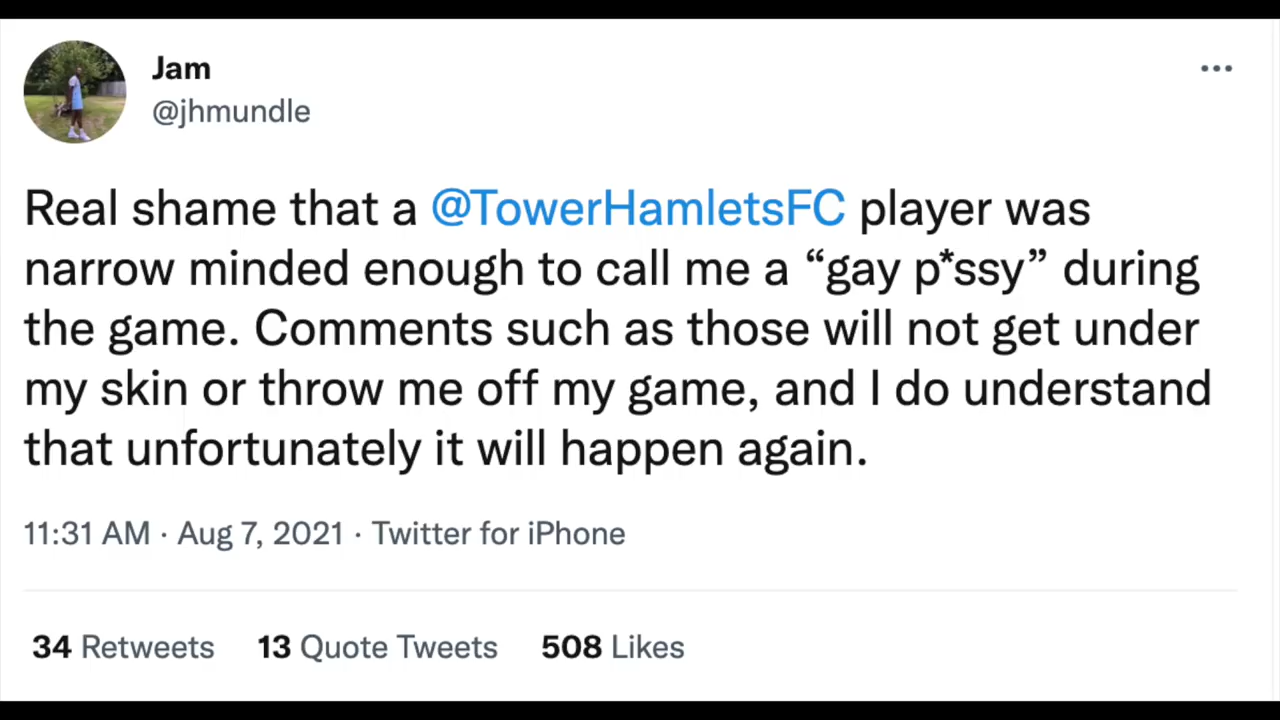 Jam
@jhmundle
Real shame that a @TowerHamletsFC player was
narrow minded enough to call me a “gay p*ssy” during
the game. Comments such as those will not get under
my skin or throw me off my game, and I do understand
that unfortunately it will happen again.
11:31 AM · Aug 7, 2021 · Twitter for iPhone
34 Retweets 13 Quote Tweets 508 Likes